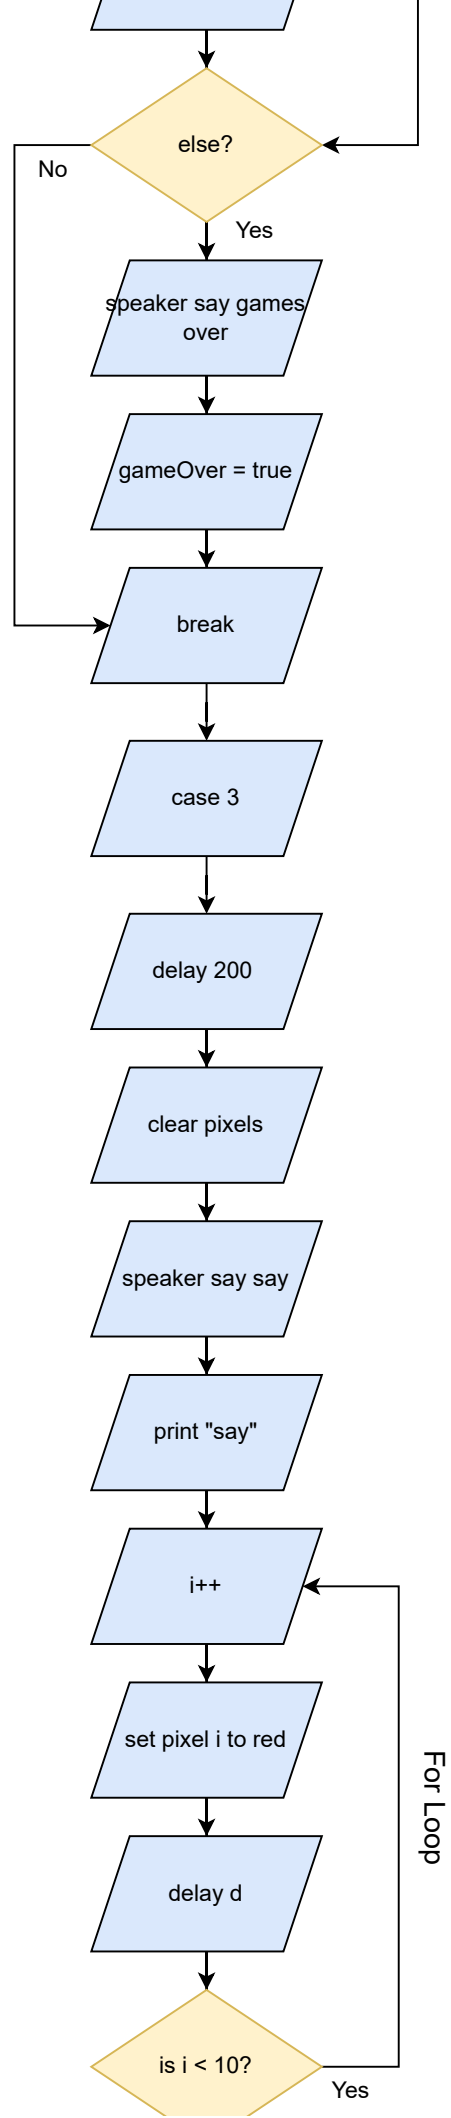 else?
No
Yes
speaker say games
over
gameOver = true
break
case 3
delay 200
clear pixels
speaker say say
print "say"
i++
set pixel i to red
For Loop
delay d
is i < 10?
Yes